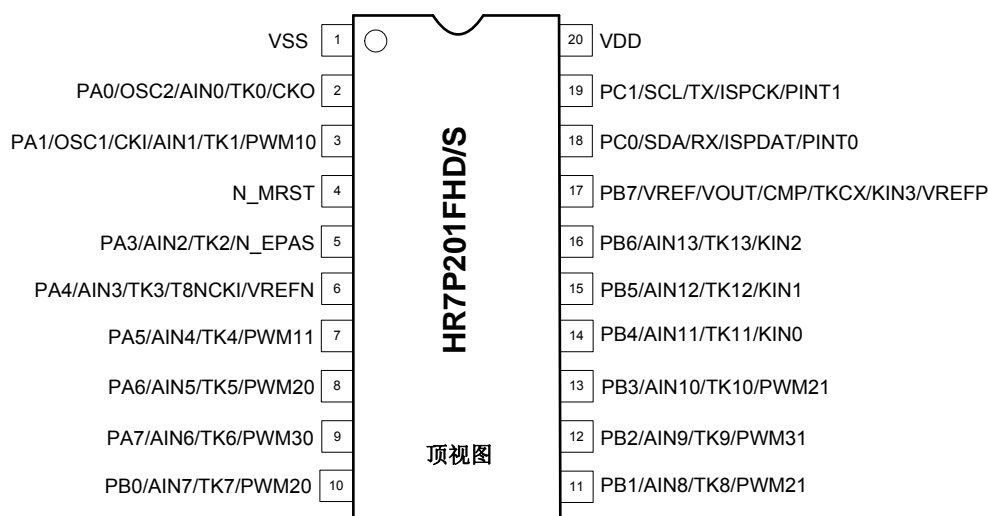 VSS 1 20 VDD
PA0/OSC2/AIN0/TK0/CKO 2 19 PC1/SCL/TX/ISPCK/PINT1
PA1/OSC1/CKI/AIN1/TK1/PWM10 3 18 PC0/SDA/RX/ISPDAT/PINT0
N_MRST 4 17 PB7/VREF/VOUT/CMP/TKCX/KIN3/VREFP
PA3/AIN2/TK2/N_EPAS 5 16 PB6/AIN13/TK13/KIN2
PA4/AIN3/TK3/T8NCKI/VREFN 6 15 PB5/AIN12/TK12/KIN1
PA5/AIN4/TK4/PWM11 7 14 PB4/AIN11/TK11/KIN0
PA6/AIN5/TK5/PWM20 8 13 PB3/AIN10/TK10/PWM21
PA7/AIN6/TK6/PWM30 9 12 PB2/AIN9/TK9/PWM31
PB0/AIN7/TK7/PWM20 10 11 PB1/AIN8/TK8/PWM21
HR7P201FHD/S
顶视图